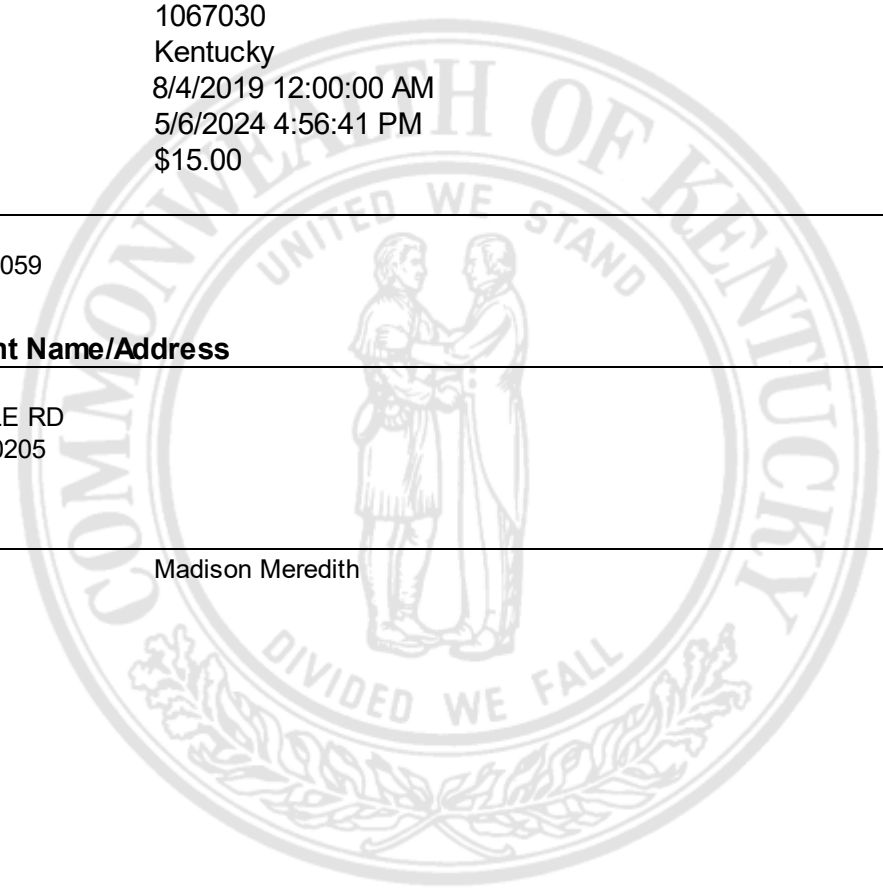 1067030
Kentucky
8/4/2019 12:00:00 AM
5/6/2024 4:56:41 PM
$15.00
059
nt Name/Address
LE RD
0205
Madison Meredith
COMMONWEALTH OF KENTUCKY
UNITED WE STAND
DIVIDED WE FALL